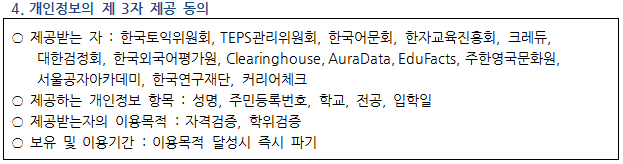 4. 개인정보의 제 3자 제공 동의
○ 제공받는 자 : 한국토익위원회, TEPS관리위원회, 한국어문회, 한자교육진흥회, 크레듀,
대한검정회, 한국외국어평가원, Clearinghouse, AuraData, EduFacts, 주한영국문화원,
서울공자아카데미, 한국연구재단, 커리어체크
○ 제공하는 개인정보 항목 : 성명, 주민등록번호, 학교, 전공, 입학일
○ 제공받는자의 이용목적 : 자격검증, 학위검증
○ 보유 및 이용기간 : 이용목적 달성시 즉시 파기